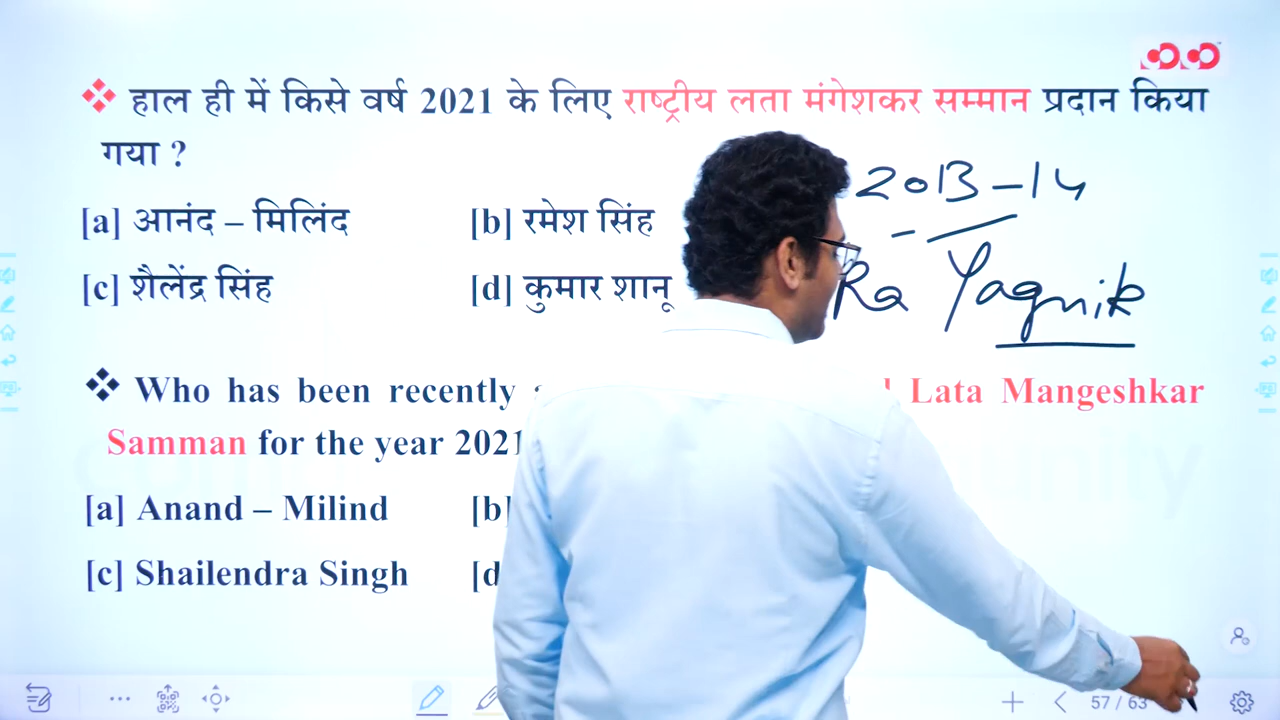 ❖ हाल ही में किसे वर्ष 2021 के लिए राष्ट्रीय लता मंगेशकर सम्मान प्रदान किया
गया ?
[a] आनंद – मिलिंद [b] रमेश सिंह
[c] शैलेंद्र सिंह [d] कुमार शानू
2013-14
Ra Yagnik
❖ Who has been recently Lata Mangeshkar
Samman for the year 2021
[a] Anand – Milind [b]
[c] Shailendra Singh [d
57 / 63